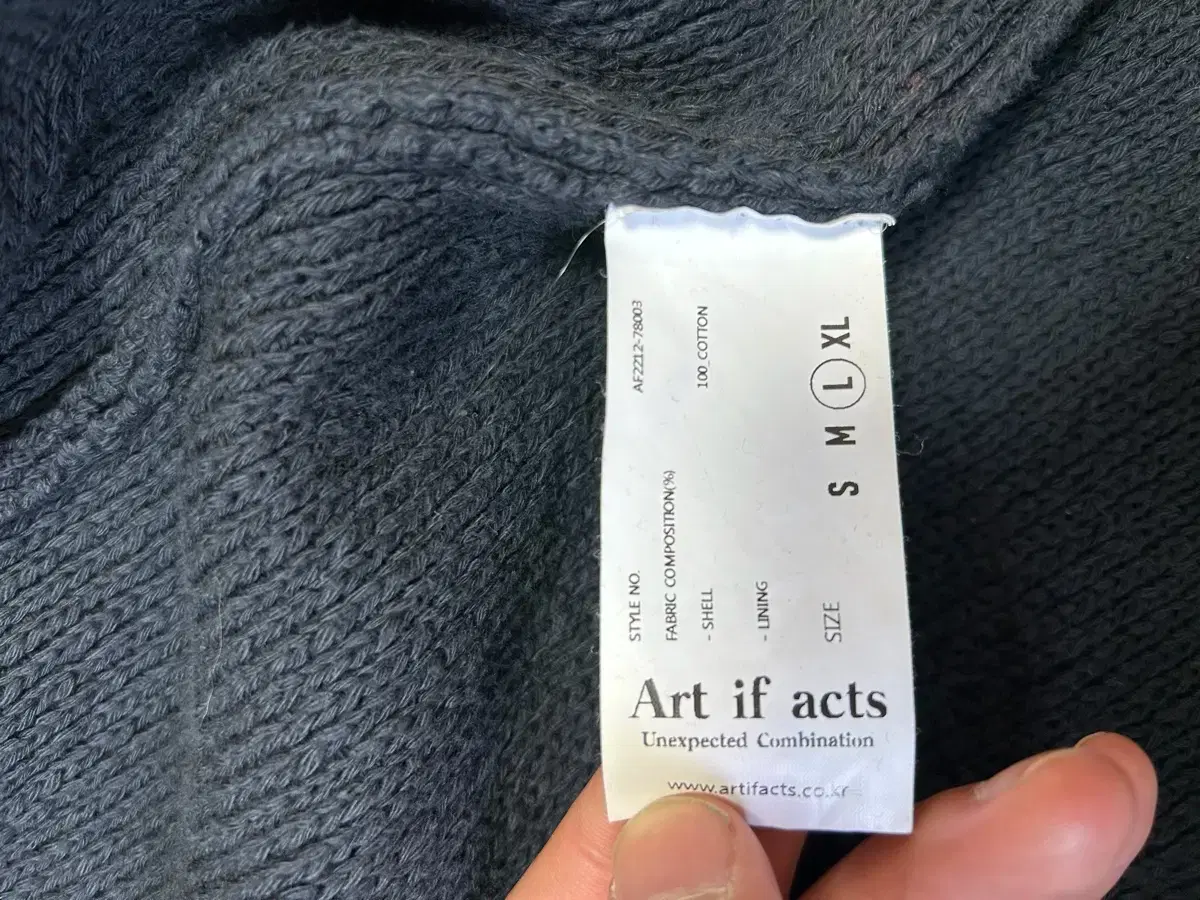 STYLE NO. AF2212-78003
FABRIC COMPOSITION(%)
- SHELL 100_COTTON
- LINING
SIZE S M L XL
Art if acts
Unexpected Combination
www.artifacts.co.kr